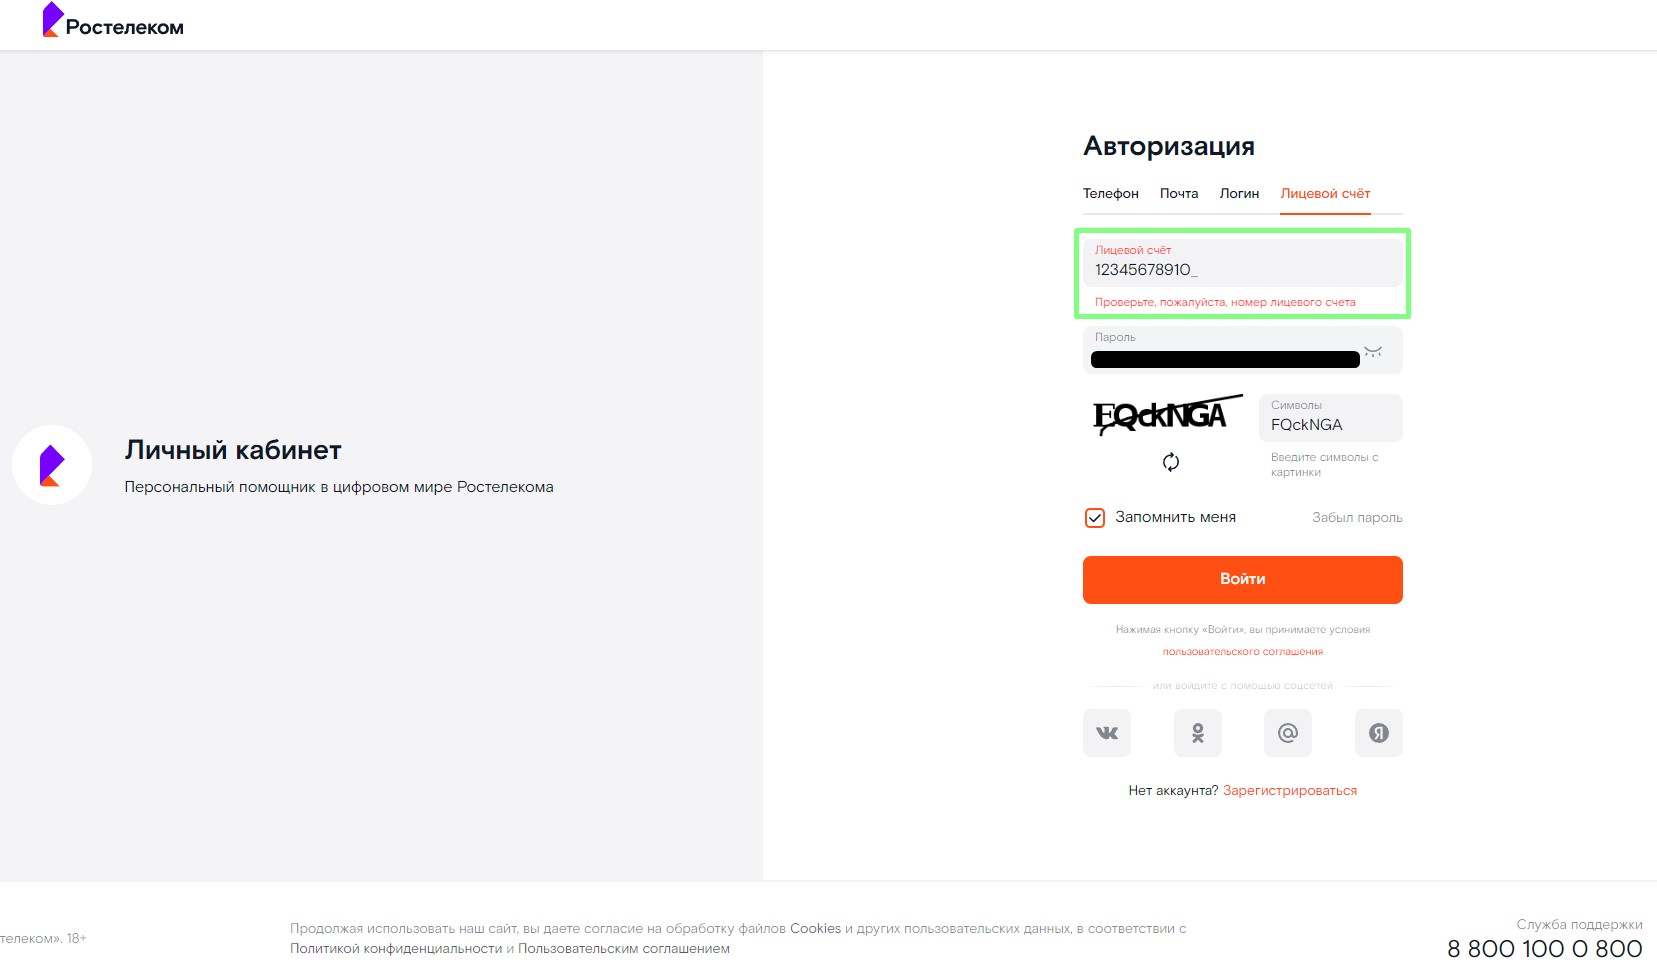 Ростелеком
Личный кабинет
Персональный помощник в цифровом мире Ростелекома
Авторизация
Телефон Почта Логин Лицевой счёт
Лицевой счёт
12345678910_
Проверьте, пожалуйста, номер лицевого счета
Пароль
FQckNGA
Символы
FQckNGA
Введите символы с
картинки
Запомнить меня Забыл пароль
Войти
Нажимая кнопку «Войти», вы принимаете условия
пользовательского соглашения
или войдите с помощью соцсетей
Нет аккаунта? Зарегистрироваться
телеком». 18+
Продолжая использовать наш сайт, вы даете согласие на обработку файлов Cookies и других пользовательских данных, в соответствии с
Политикой конфиденциальности и Пользовательским соглашением
Служба поддержки
8 800 100 0 800